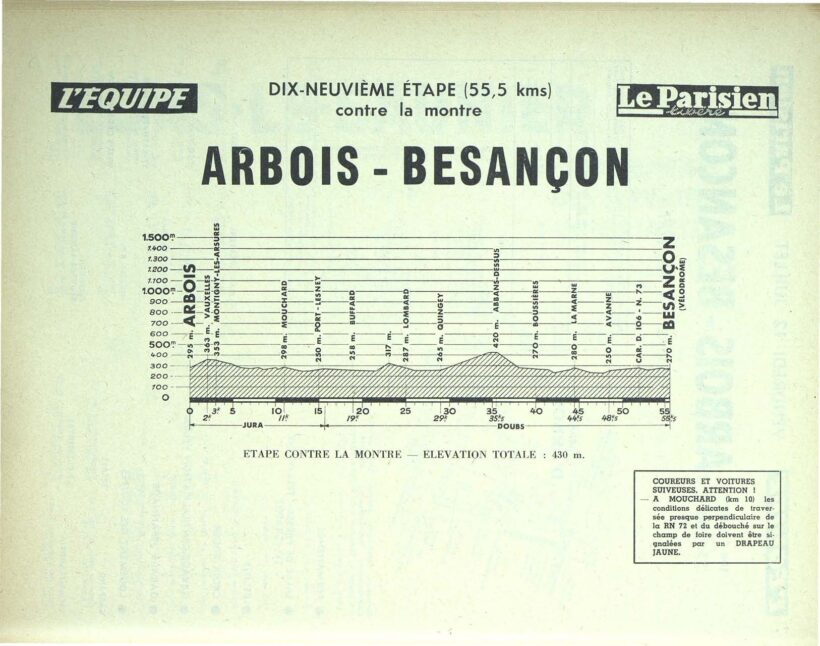 L'ÉQUIPE
DIX-NEUVIÈME ÉTAPE (55,5 kms)
contre la montre
Le Parisien
libéré
ARBOIS - BESANÇON
1.500 m.
1.400
1.300
1.200
1.100
1.000 m.
900
800
700
600
500
400
300
200
100
0
295 m. ARBOIS
363 m. VAUXELLES
353 m. MONTIGNY-LES-ARSURES
298 m. MOUCHARD
250 m. PORT-LESNEY
258 m. BUFFARD
317 m.
287 m. LOMBARD
265 m. QUINGEY
420 m. ABBANS-DESSUS
270 m. BOUSSIÈRES
280 m. LA MARNE
250 m. AVANNE
CAR. D. 106 - N. 73
270 m. BESANÇON
(VÉLODROME)
0 5 10 15 20 25 30 35 40 45 50 55
JURA
DOUBS
ETAPE CONTRE LA MONTRE — ELEVATION TOTALE : 430 m.
COUREURS ET VOITURES
SUIVEUSES, ATTENTION !
— A MOUCHARD (km 10) les
conditions délicates de traver-
sée presque perpendiculaire de
la RN 72 et du débouché sur le
champ de foire doivent être si-
gnalées par un DRAPEAU
JAUNE.